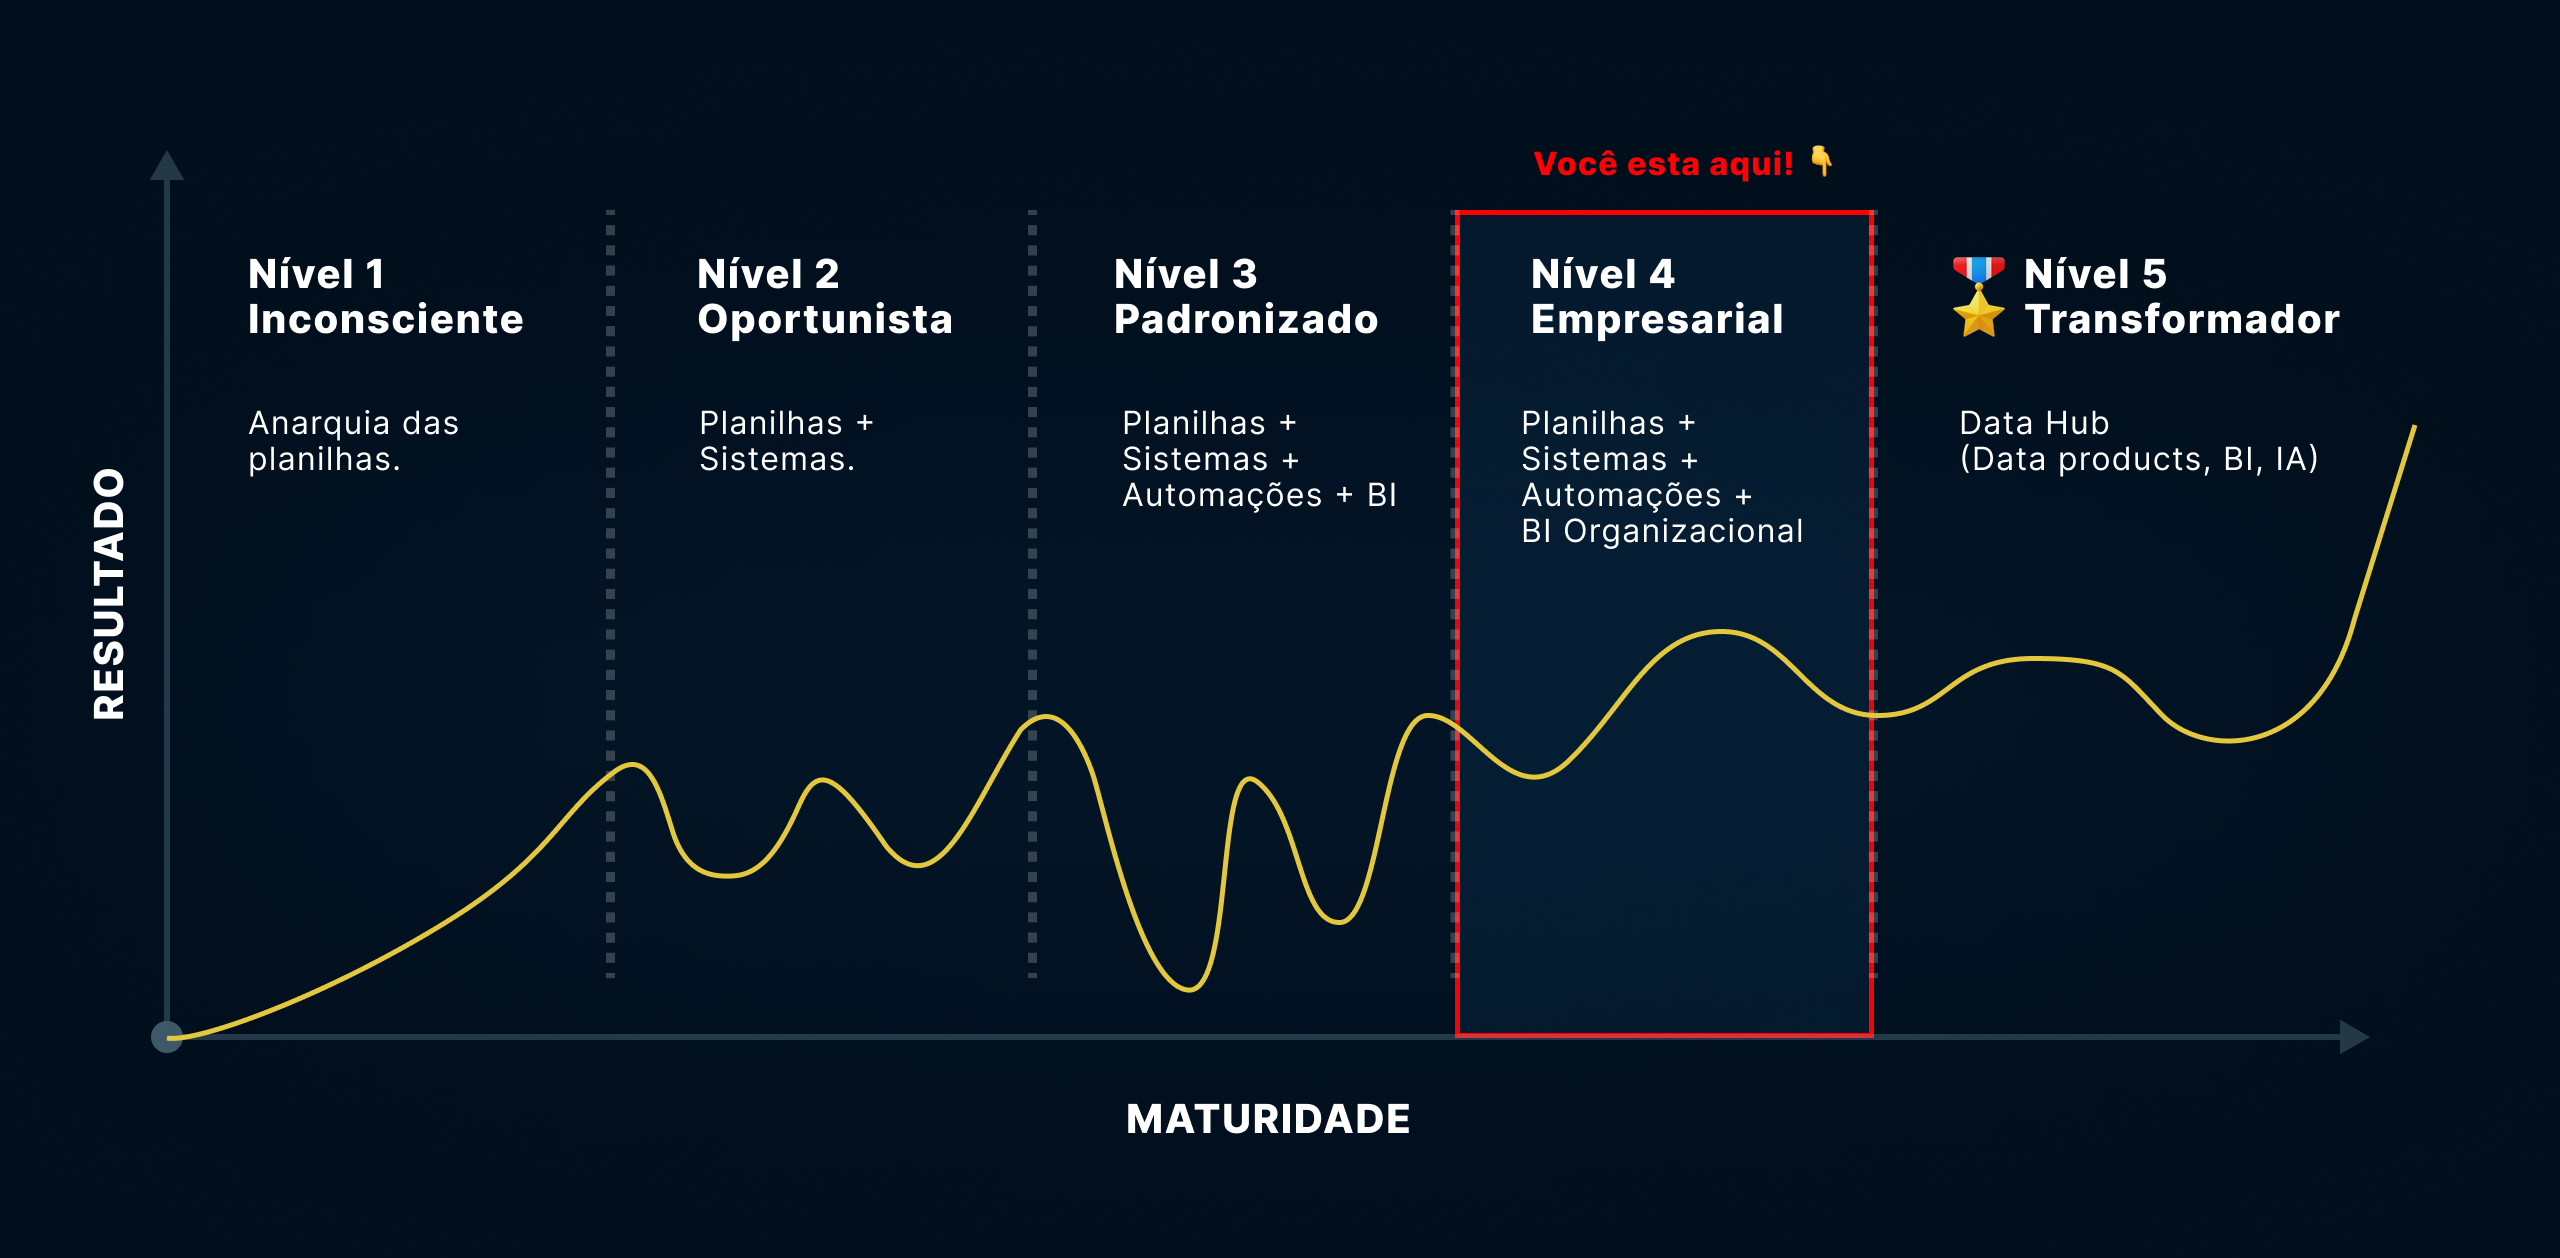 Você esta aqui! 👇
Nível 1
Inconsciente
Anarquia das
planilhas.
Nível 2
Oportunista
Planilhas +
Sistemas.
Nível 3
Padronizado
Planilhas +
Sistemas +
Automações + BI
Nível 4
Empresarial
Planilhas +
Sistemas +
Automações +
BI Organizacional
Nível 5
Transformador
Data Hub
(Data products, BI, IA)
RESULTADO
MATURIDADE